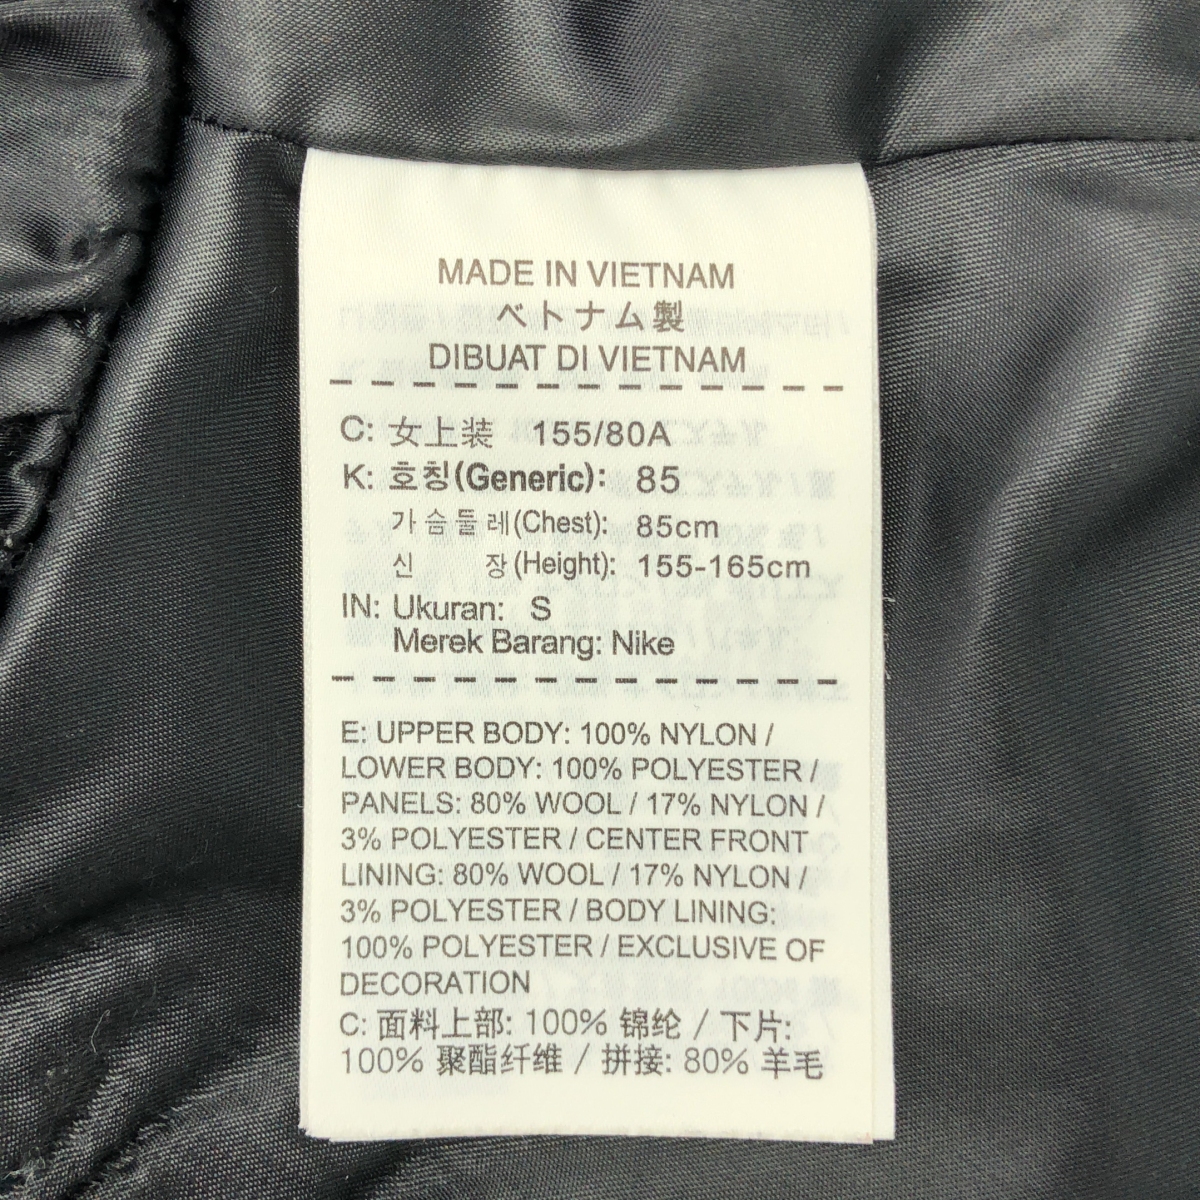 MADE IN VIETNAM
ベトナム製
DIBUAT DI VIETNAM
C: 女上装 155/80A
K: 호칭(Generic): 85
가슴둘레(Chest): 85cm
신 장(Height): 155-165cm
IN: Ukuran: S
Merek Barang: Nike
E: UPPER BODY: 100% NYLON /
LOWER BODY: 100% POLYESTER /
PANELS: 80% WOOL / 17% NYLON /
3% POLYESTER / CENTER FRONT
LINING: 80% WOOL / 17% NYLON /
3% POLYESTER / BODY LINING:
100% POLYESTER / EXCLUSIVE OF
DECORATION
C: 面料上部: 100% 锦纶 / 下片:
100% 聚酯纤维 / 拼接: 80% 羊毛